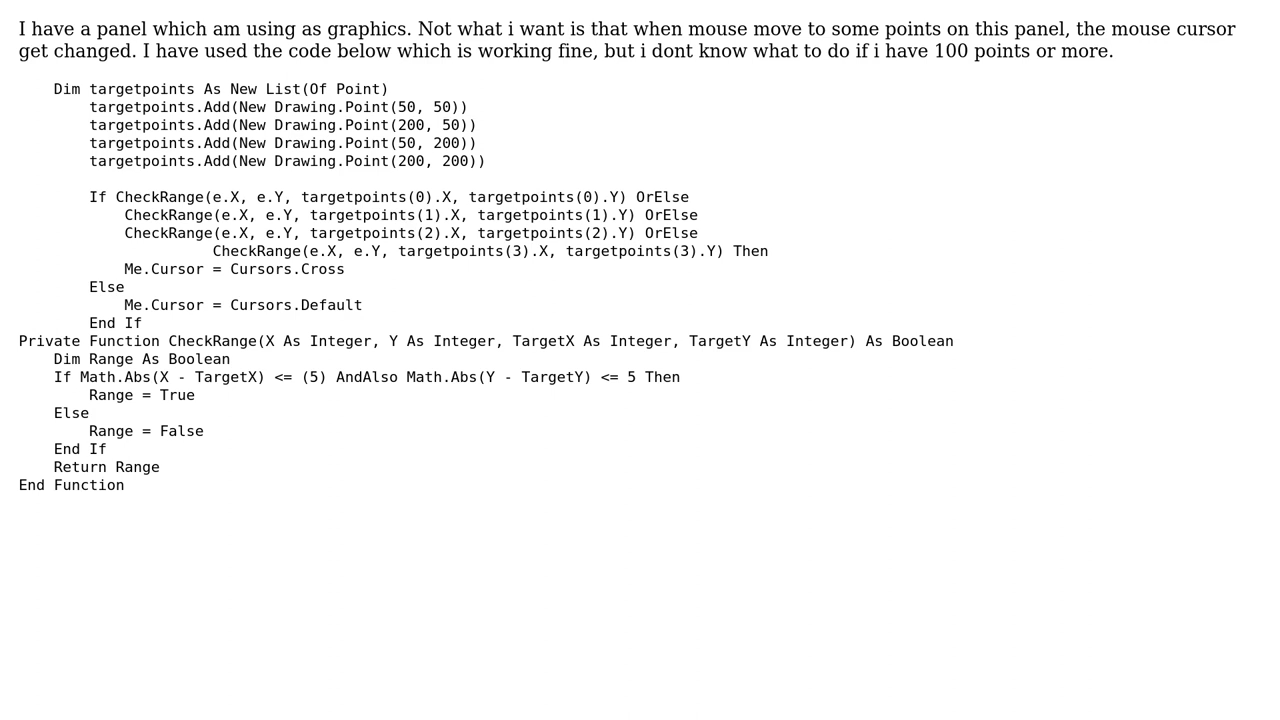 I have a panel which am using as graphics. Not what i want is that when mouse move to some points on this panel, the mouse cursor
get changed. I have used the code below which is working fine, but i dont know what to do if i have 100 points or more.
    Dim targetpoints As New List(Of Point)
        targetpoints.Add(New Drawing.Point(50, 50))
        targetpoints.Add(New Drawing.Point(200, 50))
        targetpoints.Add(New Drawing.Point(50, 200))
        targetpoints.Add(New Drawing.Point(200, 200))

        If CheckRange(e.X, e.Y, targetpoints(0).X, targetpoints(0).Y) OrElse
            CheckRange(e.X, e.Y, targetpoints(1).X, targetpoints(1).Y) OrElse
            CheckRange(e.X, e.Y, targetpoints(2).X, targetpoints(2).Y) OrElse
                      CheckRange(e.X, e.Y, targetpoints(3).X, targetpoints(3).Y) Then
            Me.Cursor = Cursors.Cross
        Else
            Me.Cursor = Cursors.Default
        End If
Private Function CheckRange(X As Integer, Y As Integer, TargetX As Integer, TargetY As Integer) As Boolean
    Dim Range As Boolean
    If Math.Abs(X - TargetX) <= (5) AndAlso Math.Abs(Y - TargetY) <= 5 Then
        Range = True
    Else
        Range = False
    End If
    Return Range
End Function